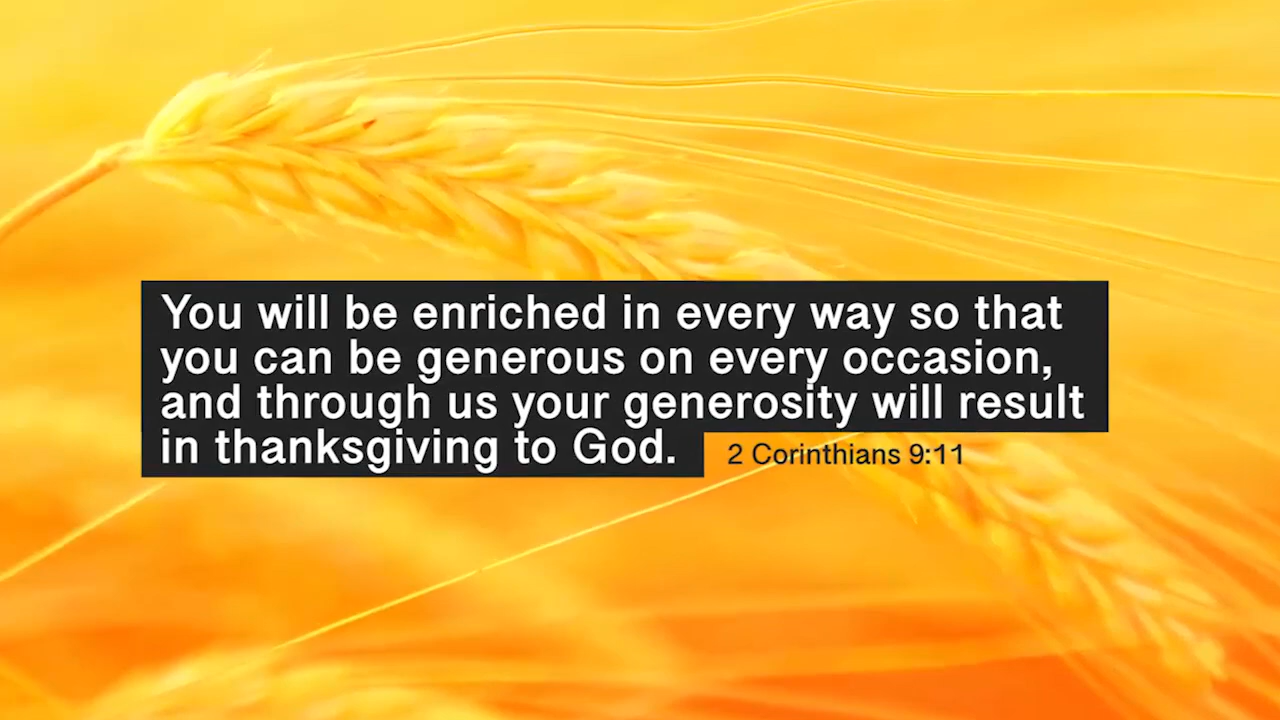 You will be enriched in every way so that
you can be generous on every occasion,
and through us your generosity will result
in thanksgiving to God. 2 Corinthians 9:11